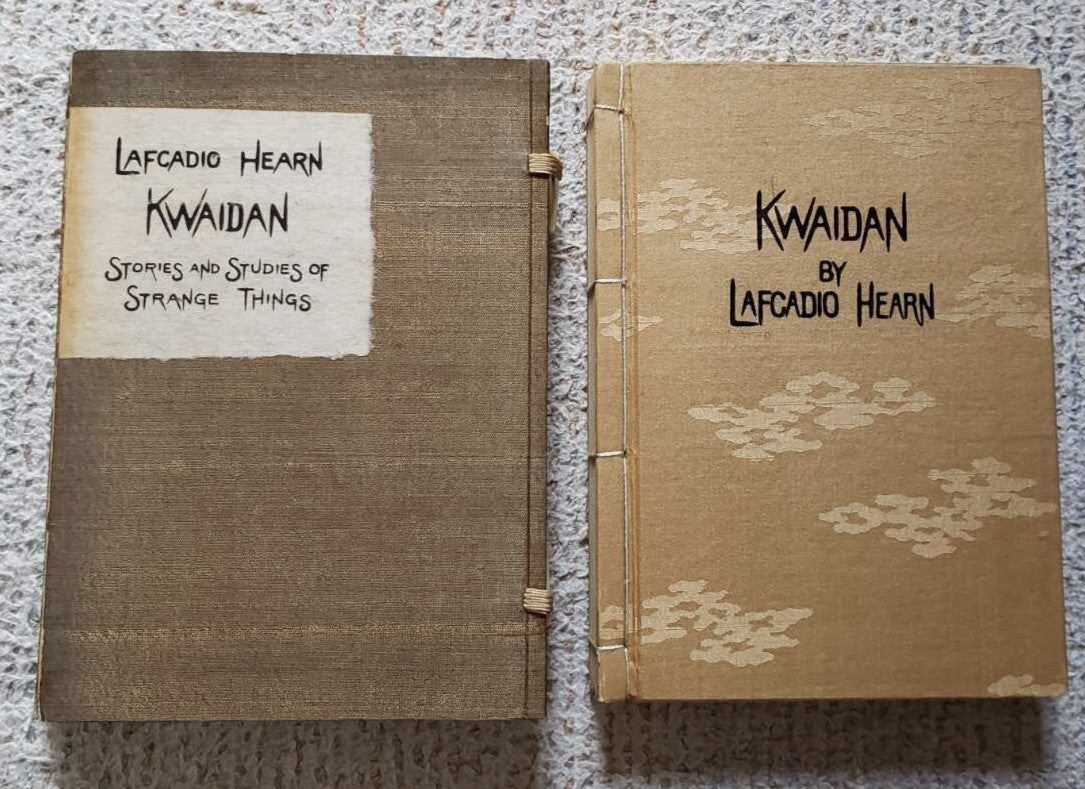 LAFCADIO HEARN
KWAIDAN
STORIES AND STUDIES OF
STRANGE THINGS
KWAIDAN
BY
LAFCADIO HEARN